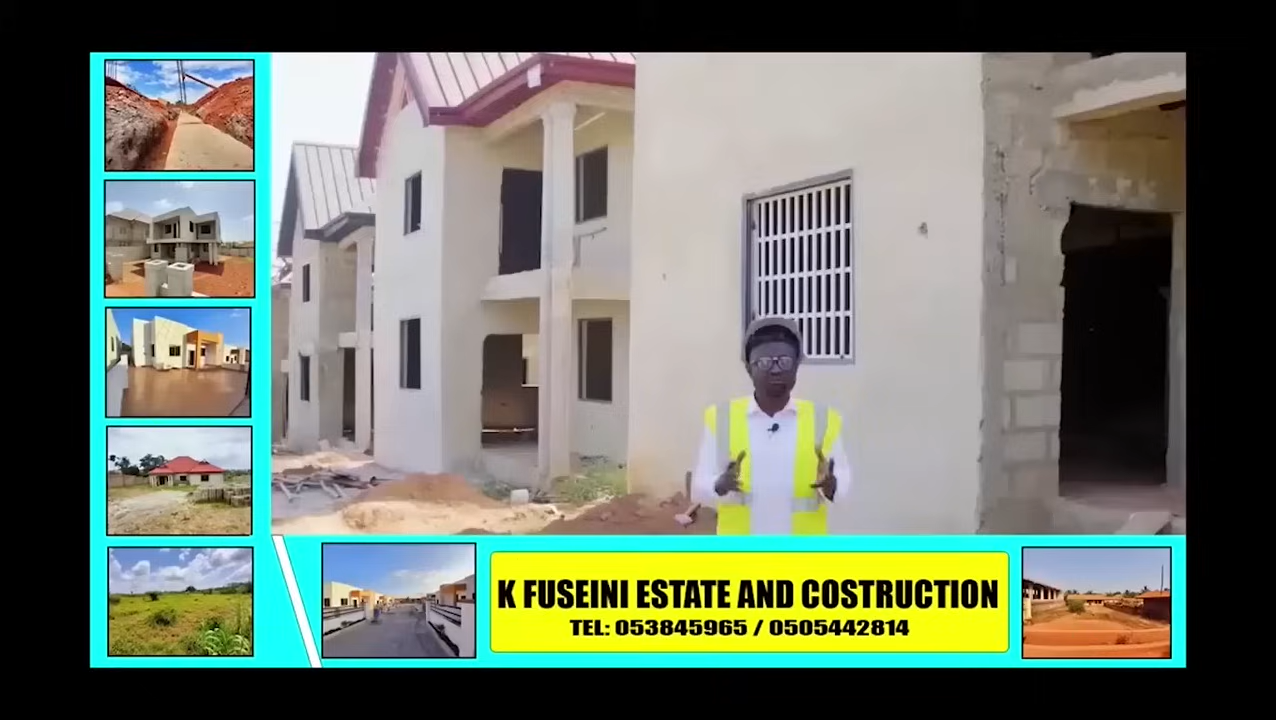 K FUSEINI ESTATE AND COSTRUCTION
TEL: 053845965 / 0505442814